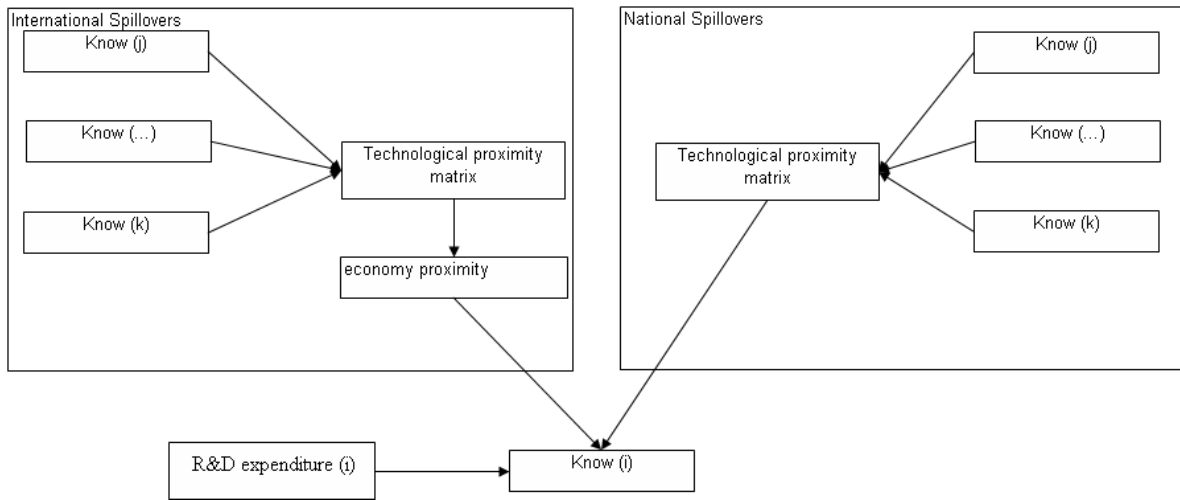 International Spillovers
Know (j)
Know (...)
Know (k)
Technological proximity
matrix
economy proximity
National Spillovers
Know (j)
Know (...)
Know (k)
Technological proximity
matrix
R&D expenditure (i)
Know (i)